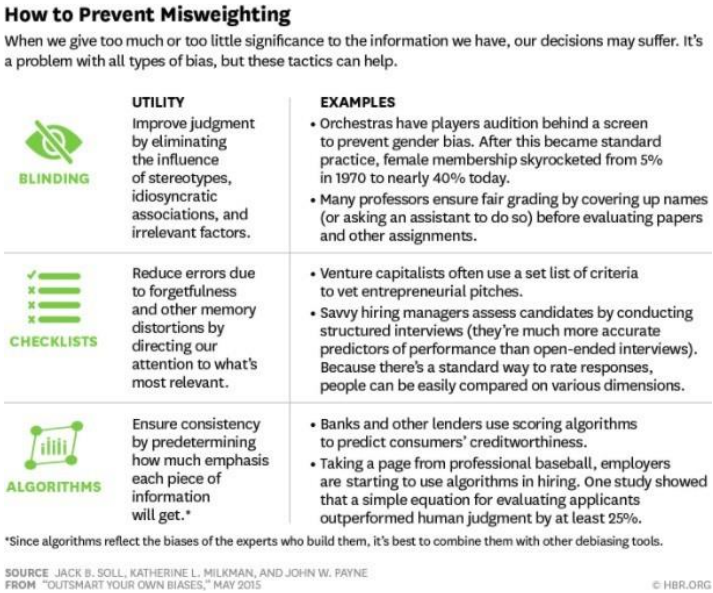 How to Prevent Misweighting
When we give too much or too little significance to the information we have, our decisions may suffer. It's
a problem with all types of bias, but these tactics can help.
UTILITY
EXAMPLES
BLINDING
Improve judgment
by eliminating
the influence
of stereotypes,
idiosyncratic
associations, and
irrelevant factors.
• Orchestras have players audition behind a screen
to prevent gender bias. After this became standard
practice, female membership skyrocketed from 5%
in 1970 to nearly 40% today.
• Many professors ensure fair grading by covering up names
(or asking an assistant to do so) before evaluating papers
and other assignments.
CHECKLISTS
Reduce errors due
to forgetfulness
and other memory
distortions by
directing our
attention to what's
most relevant.
• Venture capitalists often use a set list of criteria
to vet entrepreneurial pitches.
• Savvy hiring managers assess candidates by conducting
structured interviews (they're much more accurate
predictors of performance than open-ended interviews).
Because there's a standard way to rate responses,
people can be easily compared on various dimensions.
ALGORITHMS
Ensure consistency
by predetermining
how much emphasis
each piece of
information
will get.*
• Banks and other lenders use scoring algorithms
to predict consumers' creditworthiness.
• Taking a page from professional baseball, employers
are starting to use algorithms in hiring. One study showed
that a simple equation for evaluating applicants
outperformed human judgment by at least 25%.
*Since algorithms reflect the biases of the experts who build them, it's best to combine them with other debiasing tools.
SOURCE JACK B. SOLL, KATHERINE L. MILKMAN, AND JOHN W. PAYNE
FROM "OUTSMART YOUR OWN BIASES," MAY 2015
© HBR.ORG